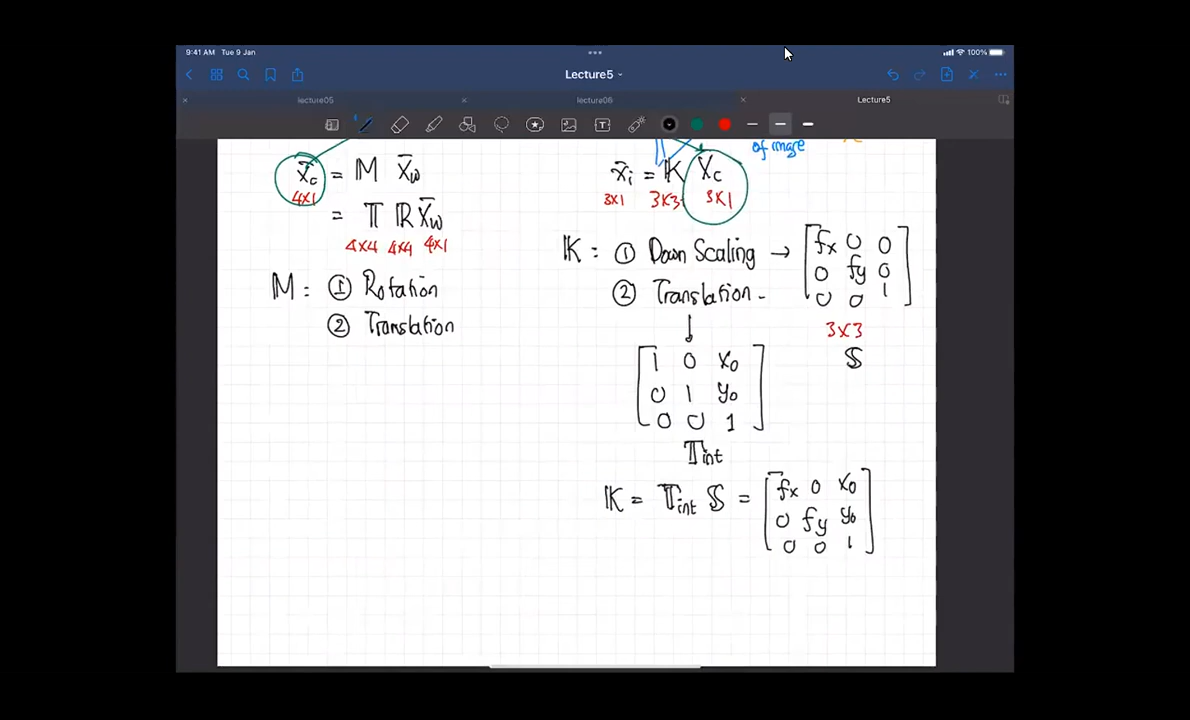 9:41 AM Tue 9 Jan
100%
Lecture5
lecture05
lecture06
Lecture5
of image
X̄c = 𝕄 X̄w
4x1
= 𝕋 ℝ X̄w
4x4 4x4 4x1
𝕄 : ① Rotation
② Translation
x̄i = 𝕂 Xc
3x1 3x3 3x1
𝕂 : ① Down Scaling → [fx 0 0
0 fy 0
0 0 1]
3x3
𝕊
② Translation
↓
[1 0 x0
0 1 y0
0 0 1]
𝕋int
𝕂 = 𝕋int 𝕊 = [fx 0 x0
0 fy y0
0 0 1]